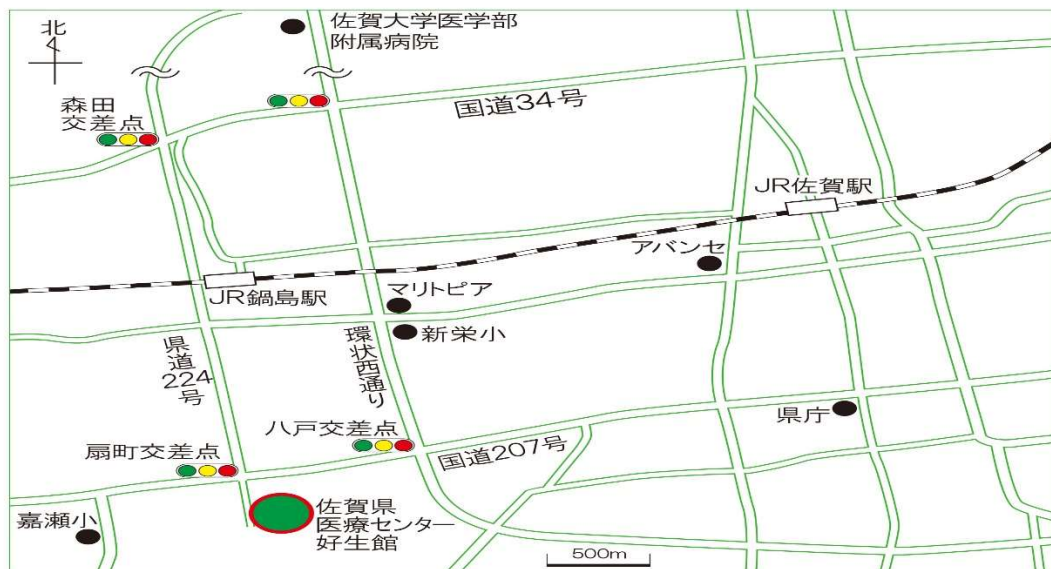 北
佐賀大学医学部
附属病院
森田
交差点
国道34号
JR佐賀駅
アバンセ
JR鍋島駅
マリトピア
新栄小
県道224号
環状西通り
県庁
八戸交差点
国道207号
扇町交差点
嘉瀬小
佐賀県
医療センター
好生館
500m